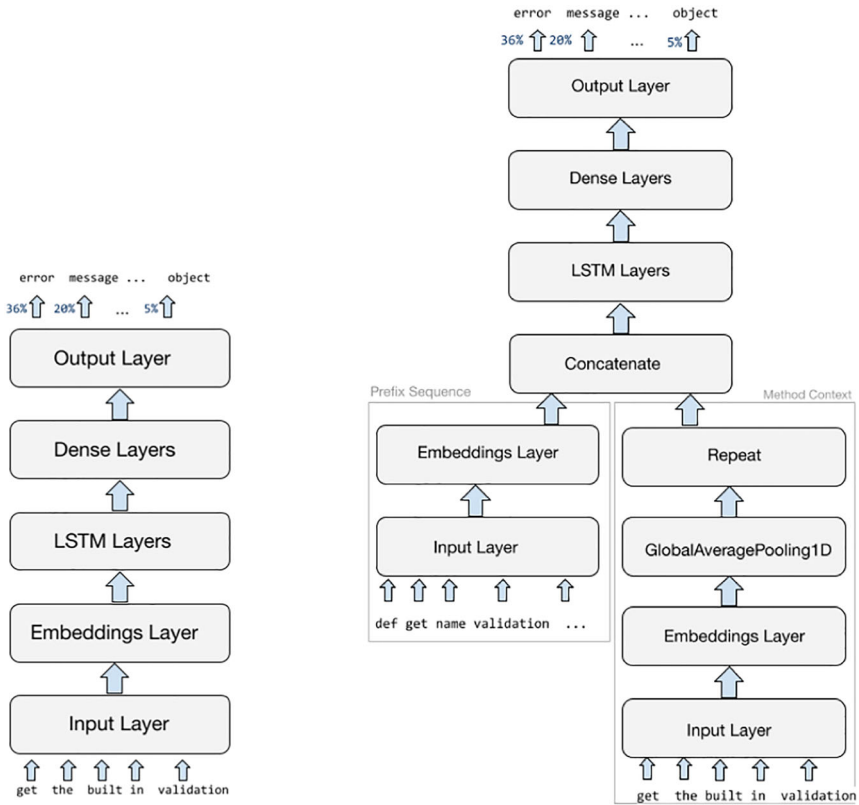 error message ... object
36% 20% ... 5%
Output Layer
Dense Layers
LSTM Layers
Embeddings Layer
Input Layer
get the built in validation
error message ... object
36% 20% ... 5%
Output Layer
Dense Layers
LSTM Layers
Concatenate
Prefix Sequence
Embeddings Layer
Input Layer
def get name validation ...
Method Context
Repeat
GlobalAveragePooling1D
Embeddings Layer
Input Layer
get the built in validation